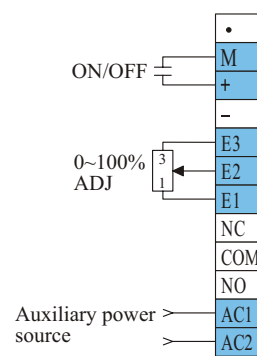 •
M
ON/OFF
+
−
E3
3
0~100%
ADJ
E2
1
E1
NC
COM
NO
Auxiliary power
source
AC1
AC2